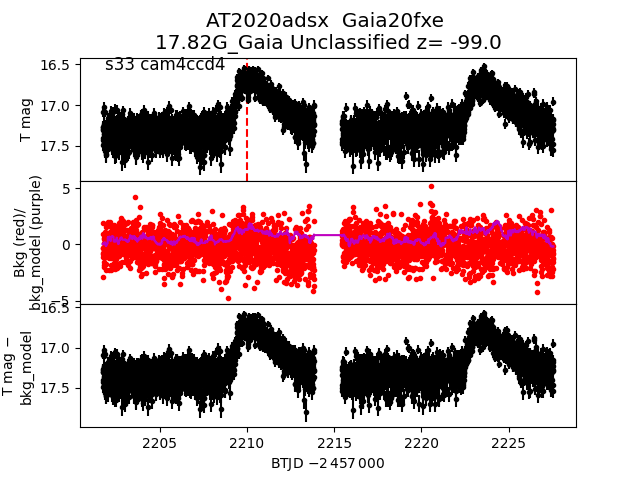 AT2020adsx  Gaia20fxe
17.82G_Gaia Unclassified z= -99.0
s33 cam4ccd4
16.5
17.0
17.5
T mag
5
0
−5
Bkg (red)/
bkg_model (purple)
16.5
17.0
17.5
T mag −
bkg_model
2205 2210 2215 2220 2225
BTJD −2 457 000